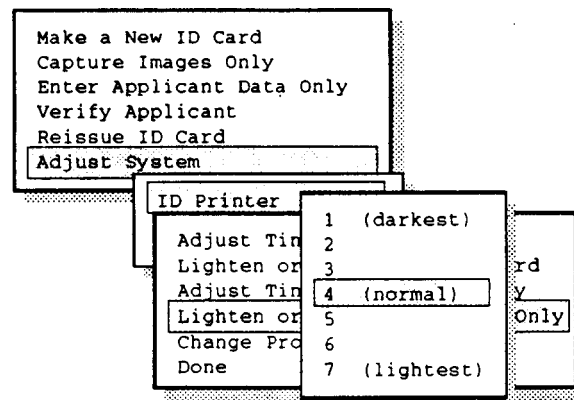 Make a New ID Card
Capture Images Only
Enter Applicant Data Only
Verify Applicant
Reissue ID Card
Adjust System
ID Printer
Adjust Tin
Lighten or rd
Adjust Tin y
Lighten or Only
Change Pro
Done
1 (darkest)
2
3
4 (normal)
5
6
7 (lightest)